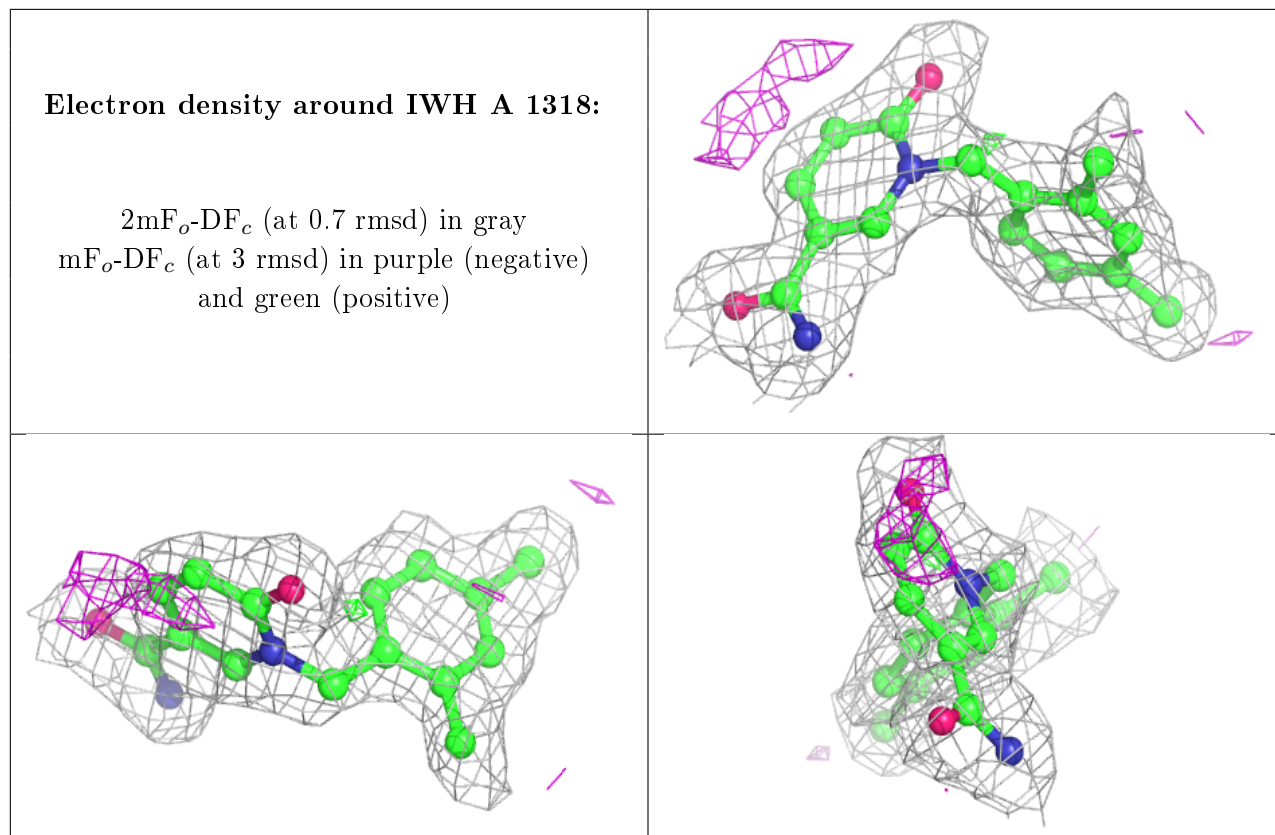 Electron density around IWH A 1318:
2mFo-DFc (at 0.7 rmsd) in gray
mFo-DFc (at 3 rmsd) in purple (negative)
and green (positive)